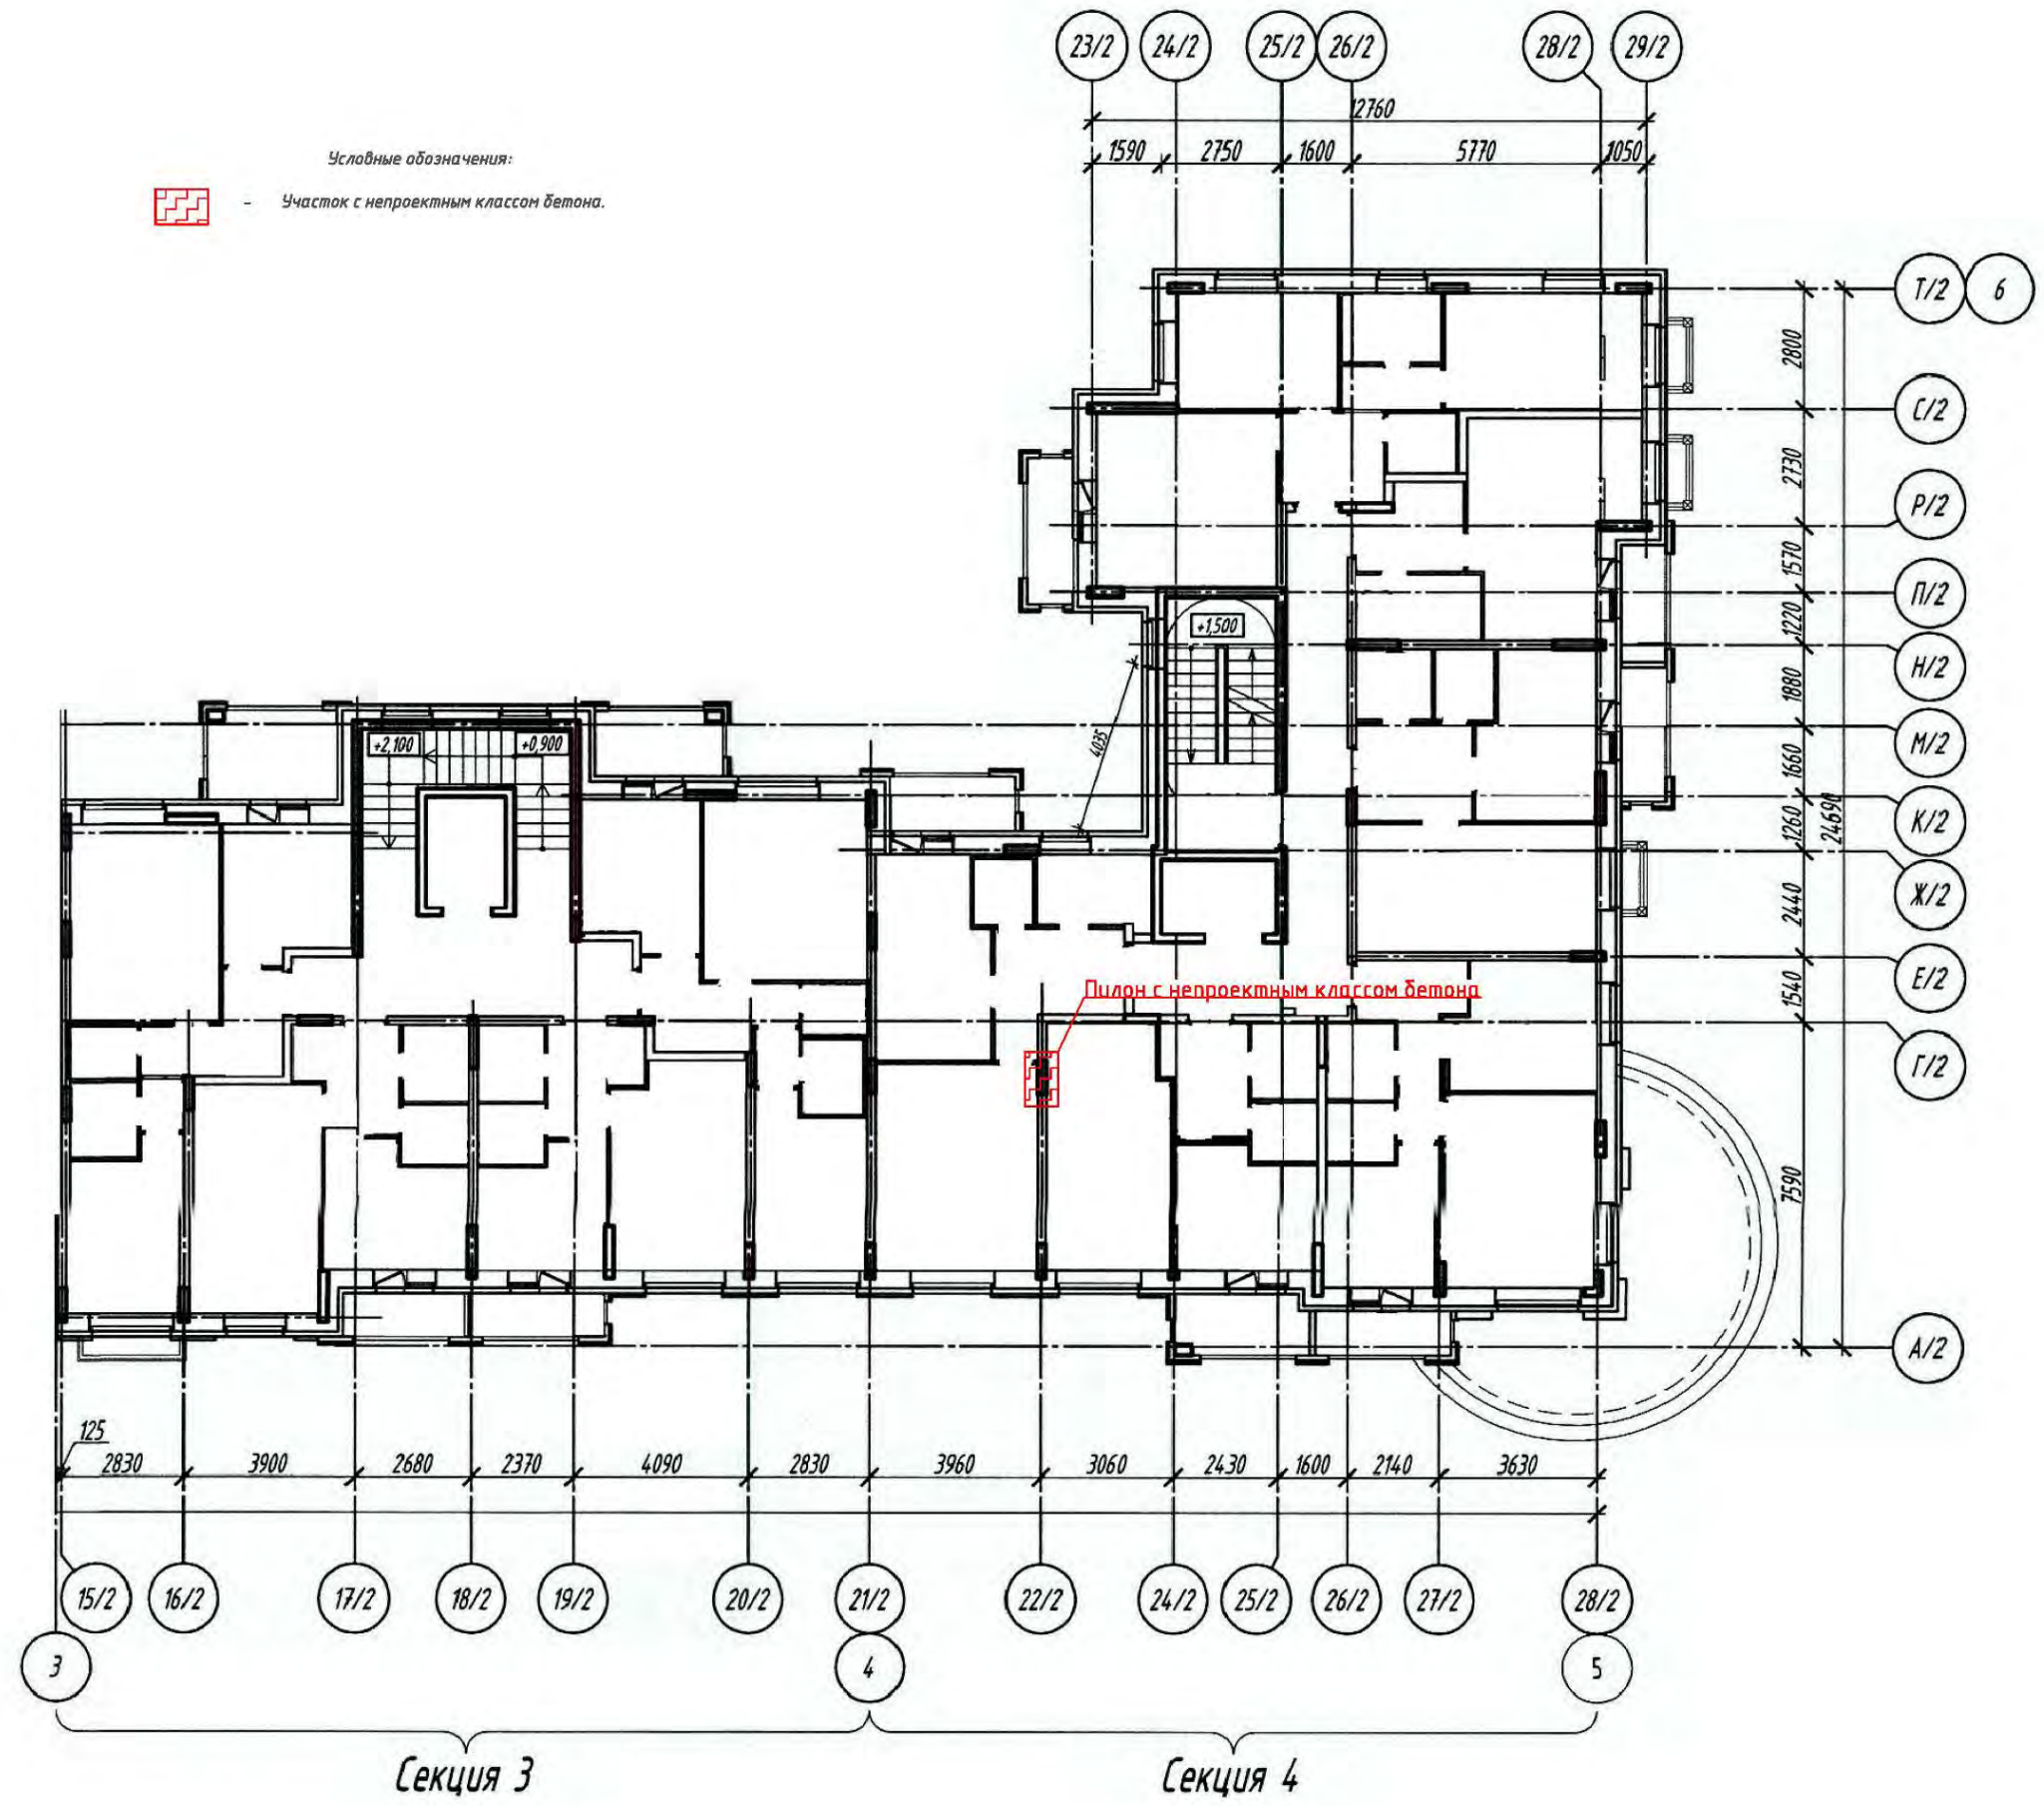 23/2 24/2 25/2 26/2 28/2 29/2
12760
1590 2750 1600 5770 1050
Условные обозначения:
- Участок с непроектным классом бетона.
Т/2 6
2800
С/2
2730
Р/2
1570
П/2
1220
+1,500
Н/2
1880
М/2
+2,100 +0,900
4035
1660
К/2
1260
24690
Ж/2
2440
Е/2
Пилон с непроектным классом бетона
1540
Г/2
7590
А/2
125
2830 3900 2680 2370 4090 2830 3960 3060 2430 1600 2140 3630
15/2 16/2 17/2 18/2 19/2 20/2 21/2 22/2 24/2 25/2 26/2 27/2 28/2
3 4 5
Секция 3 Секция 4